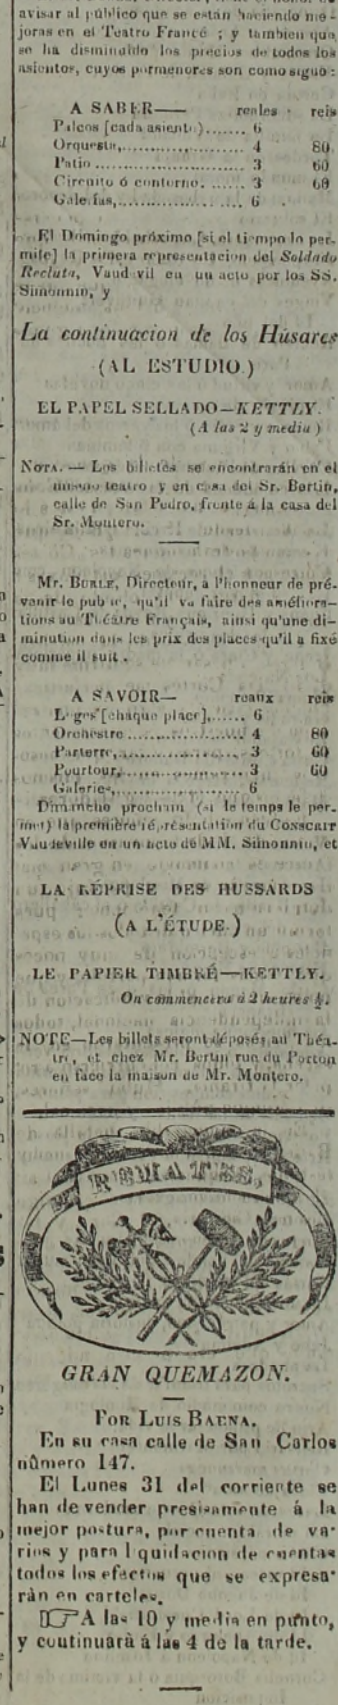 avisar al público que se están haciendo me-
joras en el Teatro Francé ; y tambien que
se ha disminuido los precios de todos los
asientos, cuyos pormenores son como sigue :
A SABER—— reales reis
Palcos [cada asiento)....... 6
Orquesta,............. 4 80
Patio ..................... 3 60
Circuito ó contorno. ...... 3 60
Gale ias,.................. 6
El Domingo próximo [si el tiempo lo per-
mite] la primera representacion del Soldado
Recluta, Vaud vil en un acto por los SS.
Simonnin, y
La continuacion de los Húsares
(AL ESTUDIO.)
EL PAPEL SELLADO—KETTLY.
(A las 2 y media )
NOTA. — Los billetes se encontrarán en el
mismo teatro y en casa del Sr. Bertin,
calle de San Pedro, frente á la casa del
Sr. Montero.
Mr. BURLE, Directeur, a l'honneur de pré-
venir le pub ic, qu'il va faire des améliora-
tions au Théatre Français, ainsi qu'une di-
minution dans les prix des places qu'il a fixé
comme il suit .
A SAVOIR— reaux reis
Loges [chaque place],...... 6
Orchestre .................. 4 80
Parterre,................... 3 60
Pourtour,................... 3 60
Galeries,................... 6
Dimanche prochain (si le temps le per-
met) la première représentation du CONSCRIT
Vaudeville en un acte de MM. Simonnin, et
LA RÉPRISE DES HUSSARDS
(A L'ÉTUDE.)
LE PAPIER TIMBRÉ—KETTLY.
On commencera à 2 heures ½.
NOTE—Les billets seront déposés au Théa-
tre, et chez Mr. Bertin rue du Porton
en face la maison de Mr. Montero.
REMATES.
GRAN QUEMAZON.
POR LUIS BAENA.
En su casa calle de San Carlos
número 147.
El Lunes 31 del corriente se
han de vender presisamente á la
mejor postura, por cuenta de va-
rios y para l quidacion de cuentas
todos los efectos que se expresa-
ràn en carteles.
☞A las 10 y media en punto,
y continuarà á las 4 de la tarde.